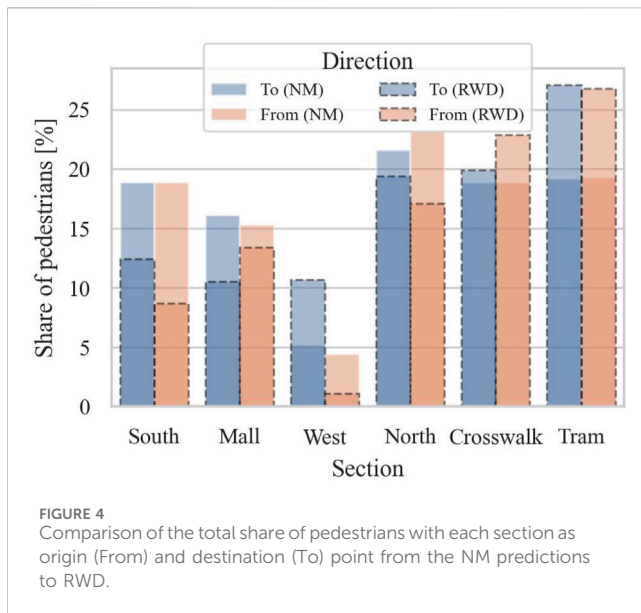 Direction
To (NM)
To (RWD)
From (NM)
From (RWD)
Share of pedestrians [%]
25
20
15
10
5
0
South
Mall
West
North
Crosswalk
Tram
Section
FIGURE 4
Comparison of the total share of pedestrians with each section as
origin (From) and destination (To) point from the NM predictions
to RWD.